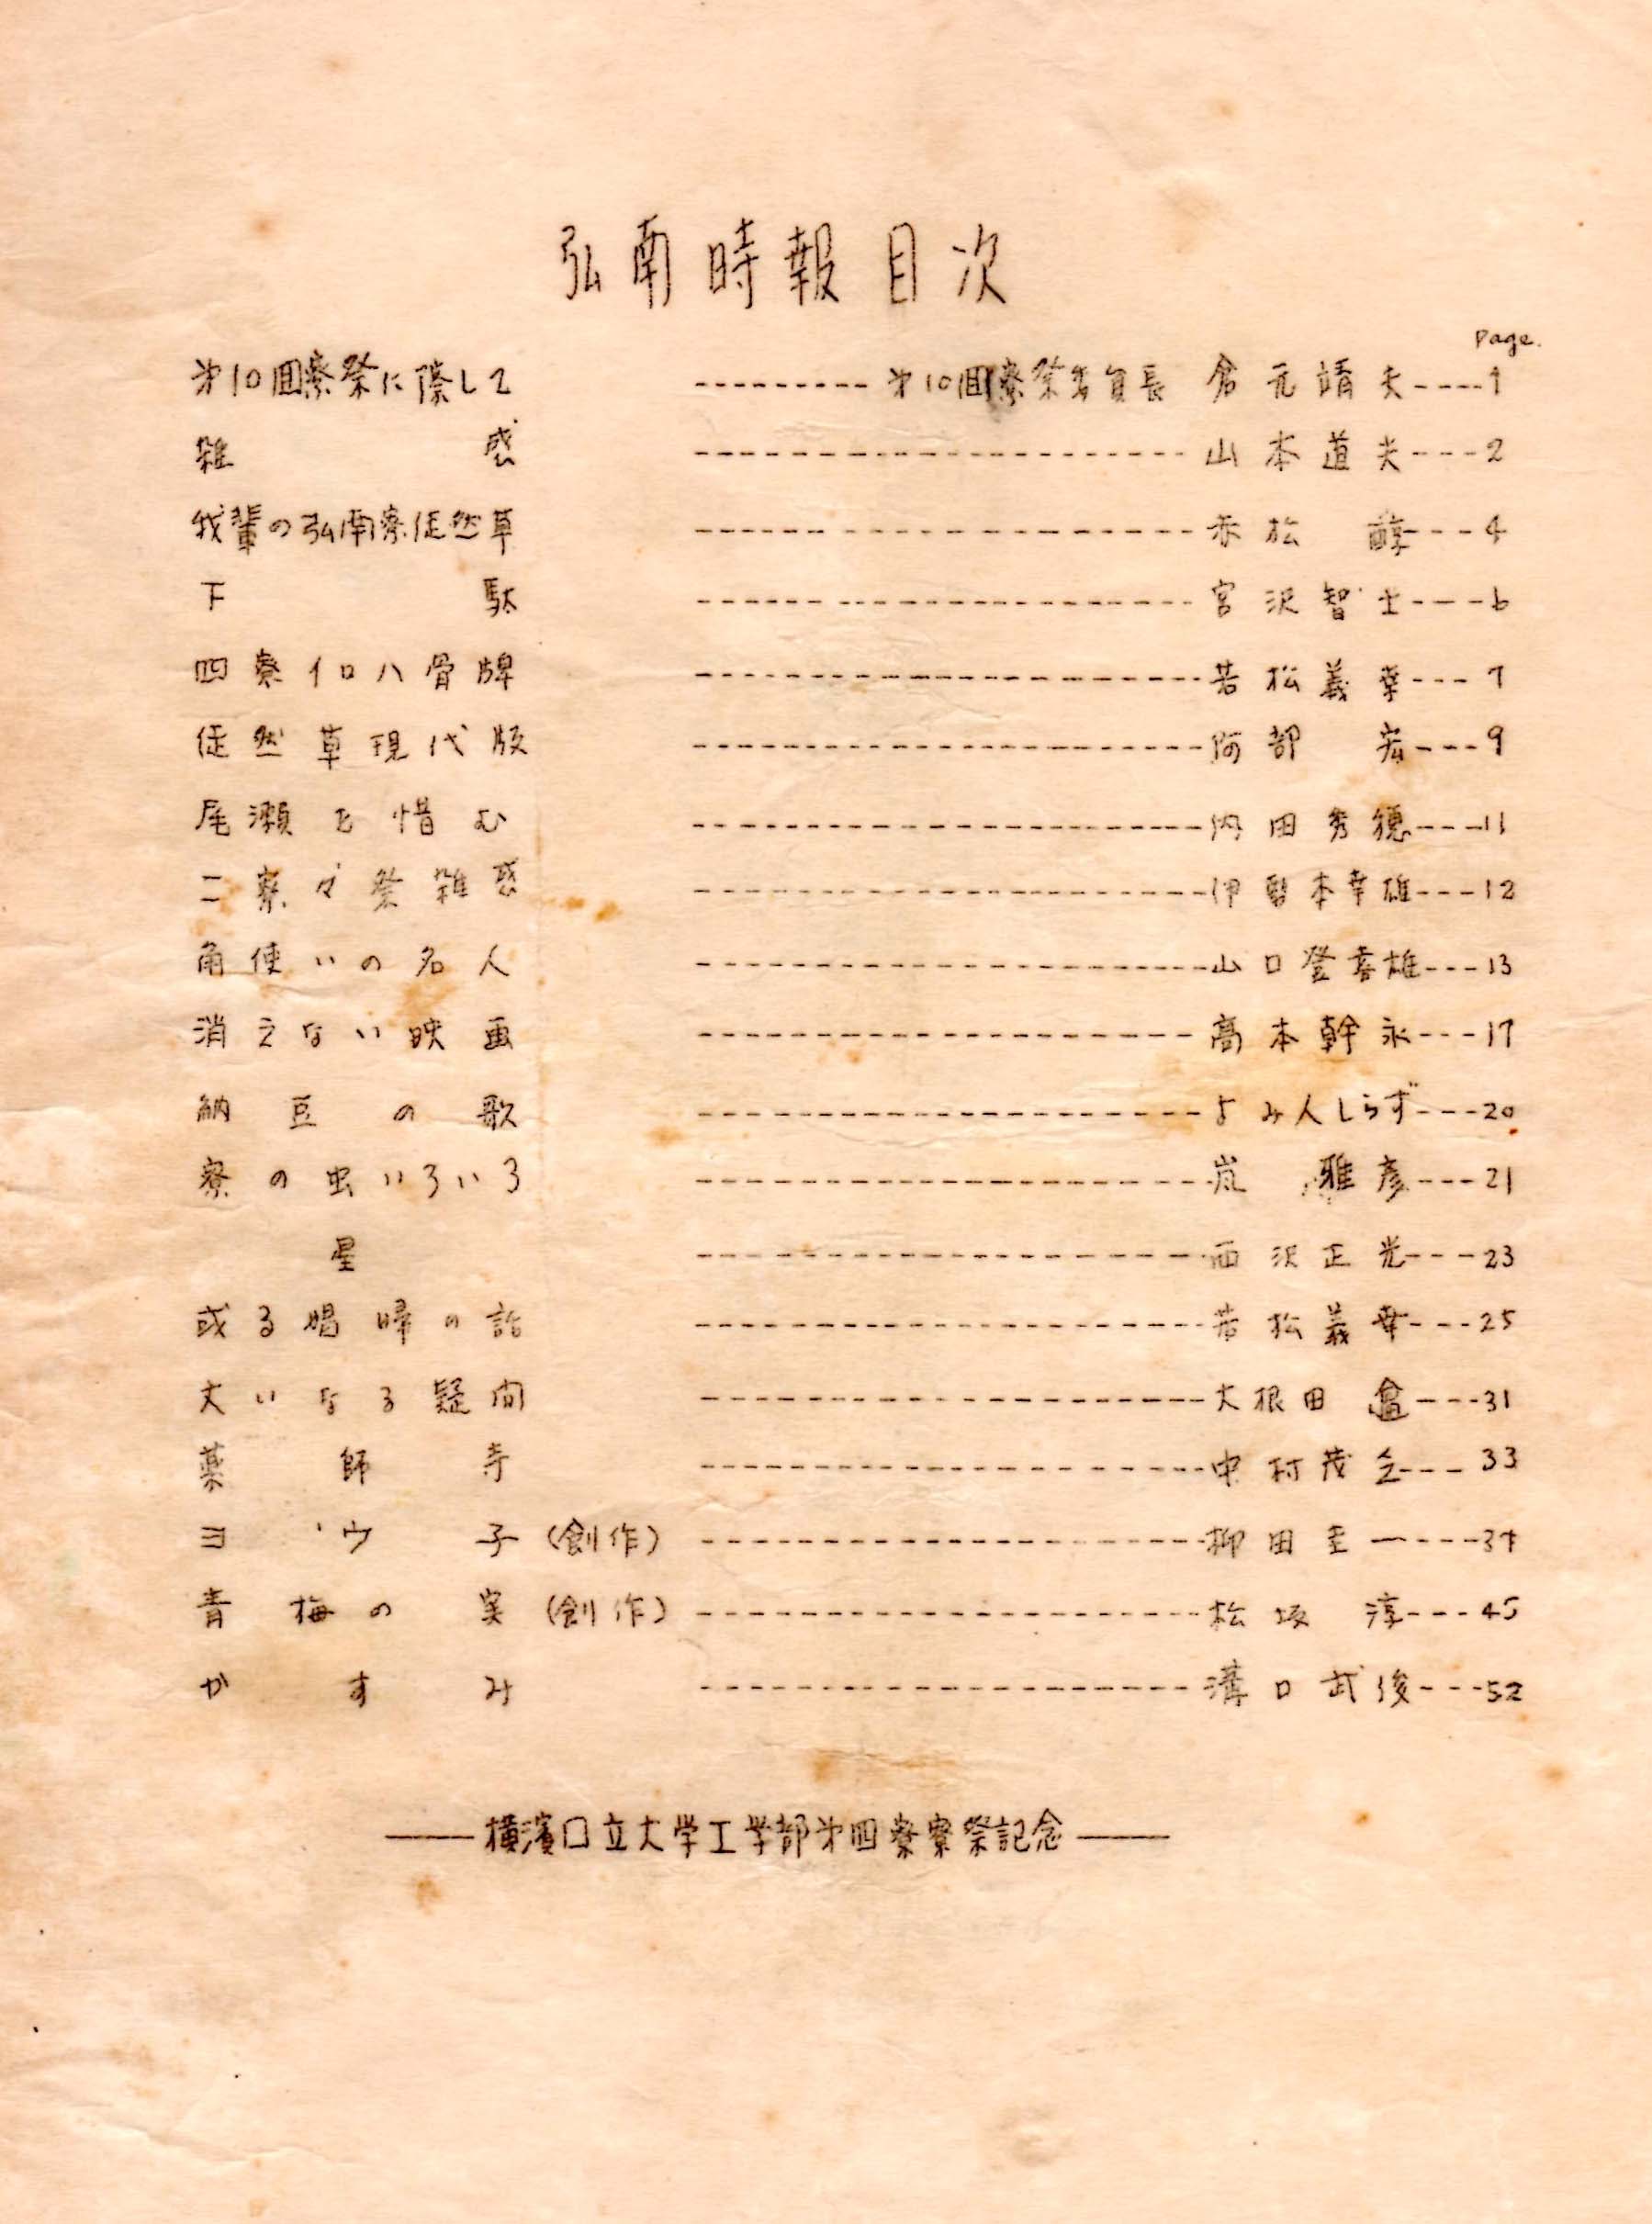 弘南時報目次
page.
第10回寮祭に際して --------- 第10回寮祭委員長 倉元靖夫----1
雑感 ------------------- 山本道夫---2
我輩の弘南寮徒然草 ------------------- 赤松 醇---4
下駄 ------------------- 宮沢智士---6
四寮イロハ骨牌 ------------------- 若松義幸---7
徒然草現代版 ------------------- 阿部 宏---9
尾瀬を惜む ------------------- 内田秀穂---11
二寮々祭雑感 ------------------- 伊勢本幸雄---12
角使いの名人 ------------------- 山口登喜雄---13
消えない映画 ------------------- 高本幹永---17
納豆の歌 ------------------- よみ人しらず---20
寮の虫いろいろ ------------------- 嵐 雅彦---21
星 ------------------- 西沢正光---23
或る娼婦の話 ------------------- 若松義幸---25
大いなる疑問 ------------------- 大根田 ---31
薬師寺 ------------------- 中村茂 ---33
ヨウ子(創作) ------------------- 柳田圭一----34
青梅の実(創作) ------------------- 松坂 淳---45
かすみ ------------------- 溝口武俊---52
——横濱口立大学工学部第四寮寮祭記念——